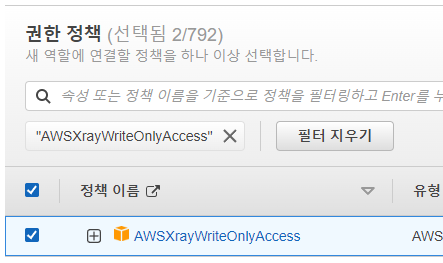 권한 정책 (선택됨 2/792)
새 역할에 연결할 정책을 하나 이상 선택합니다.
속성 또는 정책 이름을 기준으로 정책을 필터링하고 Enter를 누
"AWSXrayWriteOnlyAccess" 필터 지우기
정책 이름 유형
AWSXrayWriteOnlyAccess AWS